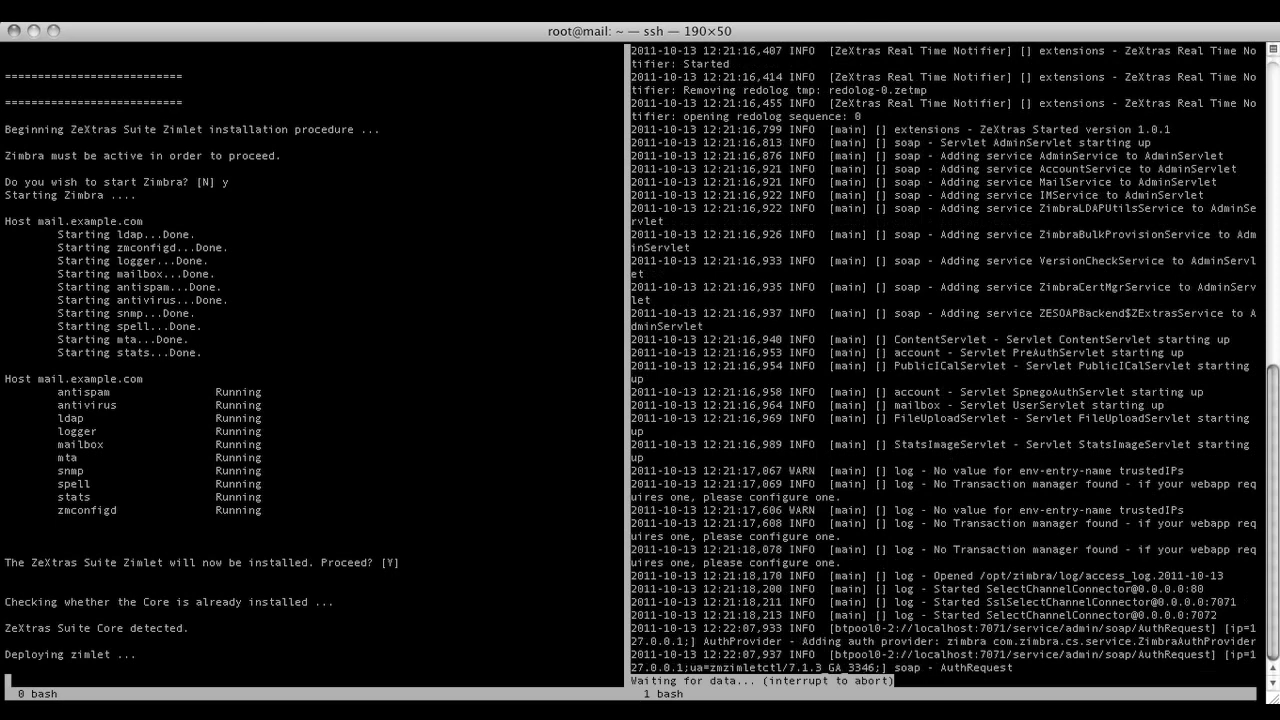 root@mail: ~ — ssh — 190×50
===========================
===========================
Beginning ZeXtras Suite Zimlet installation procedure ...
Zimbra must be active in order to proceed.
Do you wish to start Zimbra? [N] y
Starting Zimbra ....
Host mail.example.com
Starting ldap...Done.
Starting zmconfigd...Done.
Starting logger...Done.
Starting mailbox...Done.
Starting antispam...Done.
Starting antivirus...Done.
Starting snmp...Done.
Starting spell...Done.
Starting mta...Done.
Starting stats...Done.
Host mail.example.com
antispam Running
antivirus Running
ldap Running
logger Running
mailbox Running
mta Running
snmp Running
spell Running
stats Running
zmconfigd Running
The ZeXtras Suite Zimlet will now be installed. Proceed? [Y]
Checking whether the Core is already installed ...
ZeXtras Suite Core detected.
Deploying zimlet ...
0 bash
2011-10-13 12:21:16,407 INFO [ZeXtras Real Time Notifier] [] extensions - ZeXtras Real Time No
tifier: Started
2011-10-13 12:21:16,414 INFO [ZeXtras Real Time Notifier] [] extensions - ZeXtras Real Time No
tifier: Removing redolog tmp: redolog-0.zetmp
2011-10-13 12:21:16,455 INFO [ZeXtras Real Time Notifier] [] extensions - ZeXtras Real Time No
tifier: opening redolog sequence: 0
2011-10-13 12:21:16,799 INFO [main] [] extensions - ZeXtras Started version 1.0.1
2011-10-13 12:21:16,813 INFO [main] [] soap - Servlet AdminServlet starting up
2011-10-13 12:21:16,876 INFO [main] [] soap - Adding service AdminService to AdminServlet
2011-10-13 12:21:16,921 INFO [main] [] soap - Adding service AccountService to AdminServlet
2011-10-13 12:21:16,921 INFO [main] [] soap - Adding service MailService to AdminServlet
2011-10-13 12:21:16,922 INFO [main] [] soap - Adding service IMService to AdminServlet
2011-10-13 12:21:16,922 INFO [main] [] soap - Adding service ZimbraLDAPUtilsService to AdminSe
rvlet
2011-10-13 12:21:16,926 INFO [main] [] soap - Adding service ZimbraBulkProvisionService to Adm
inServlet
2011-10-13 12:21:16,933 INFO [main] [] soap - Adding service VersionCheckService to AdminServl
et
2011-10-13 12:21:16,935 INFO [main] [] soap - Adding service ZimbraCertMgrService to AdminServ
let
2011-10-13 12:21:16,937 INFO [main] [] soap - Adding service ZESOAPBackend$ZExtrasService to A
dminServlet
2011-10-13 12:21:16,940 INFO [main] [] ContentServlet - Servlet ContentServlet starting up
2011-10-13 12:21:16,953 INFO [main] [] account - Servlet PreAuthServlet starting up
2011-10-13 12:21:16,954 INFO [main] [] PublicICalServlet - Servlet PublicICalServlet starting
up
2011-10-13 12:21:16,958 INFO [main] [] account - Servlet SpnegoAuthServlet starting up
2011-10-13 12:21:16,964 INFO [main] [] mailbox - Servlet UserServlet starting up
2011-10-13 12:21:16,969 INFO [main] [] FileUploadServlet - Servlet FileUploadServlet starting
up
2011-10-13 12:21:16,989 INFO [main] [] StatsImageServlet - Servlet StatsImageServlet starting
up
2011-10-13 12:21:17,067 WARN [main] [] log - No value for env-entry-name trustedIPs
2011-10-13 12:21:17,069 INFO [main] [] log - No Transaction manager found - if your webapp req
uires one, please configure one.
2011-10-13 12:21:17,606 WARN [main] [] log - No value for env-entry-name trustedIPs
2011-10-13 12:21:17,608 INFO [main] [] log - No Transaction manager found - if your webapp req
uires one, please configure one.
2011-10-13 12:21:18,078 INFO [main] [] log - No Transaction manager found - if your webapp req
uires one, please configure one.
2011-10-13 12:21:18,170 INFO [main] [] log - Opened /opt/zimbra/log/access_log.2011-10-13
2011-10-13 12:21:18,200 INFO [main] [] log - Started SelectChannelConnector@0.0.0.0:80
2011-10-13 12:21:18,211 INFO [main] [] log - Started SslSelectChannelConnector@0.0.0.0:7071
2011-10-13 12:21:18,213 INFO [main] [] log - Started SelectChannelConnector@0.0.0.0:7072
2011-10-13 12:22:07,933 INFO [btpool0-2://localhost:7071/service/admin/soap/AuthRequest] [ip=1
27.0.0.1;] AuthProvider - Adding auth provider: zimbra com.zimbra.cs.service.ZimbraAuthProvider
2011-10-13 12:22:07,937 INFO [btpool0-2://localhost:7071/service/admin/soap/AuthRequest] [ip=1
27.0.0.1;ua=zmzimletctl/7.1.3_GA_3346;] soap - AuthRequest
Waiting for data... (interrupt to abort)
1 bash